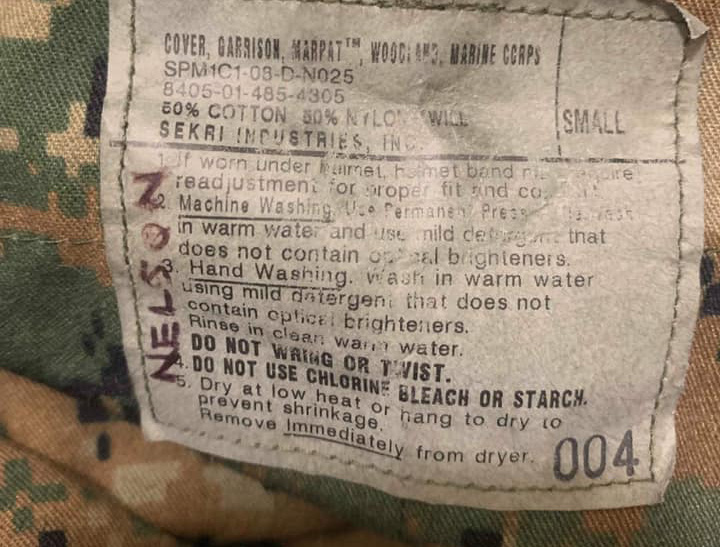 COVER, GARRISON, MARPAT™, WOODLAND, MARINE CORPS
SPM1C1-08-D-N025
8405-01-485-4305
50% COTTON 50% NYLON TWILL
SMALL
SEKRI INDUSTRIES, INC.
1. If worn under helmet, helmet band may require
readjustment for proper fit and
2. Machine Washing. Use Permanent Press
in warm water and use mild detergent that
does not contain optical brighteners.
3. Hand Washing. Wash in warm water
using mild detergent that does not
contain optical brighteners.
Rinse in clean warm water.
DO NOT WRING OR TWIST.
4. DO NOT USE CHLORINE BLEACH OR STARCH.
5. Dry at low heat or hang to dry to
prevent shrinkage.
Remove Immediately from dryer.
004
NELSON